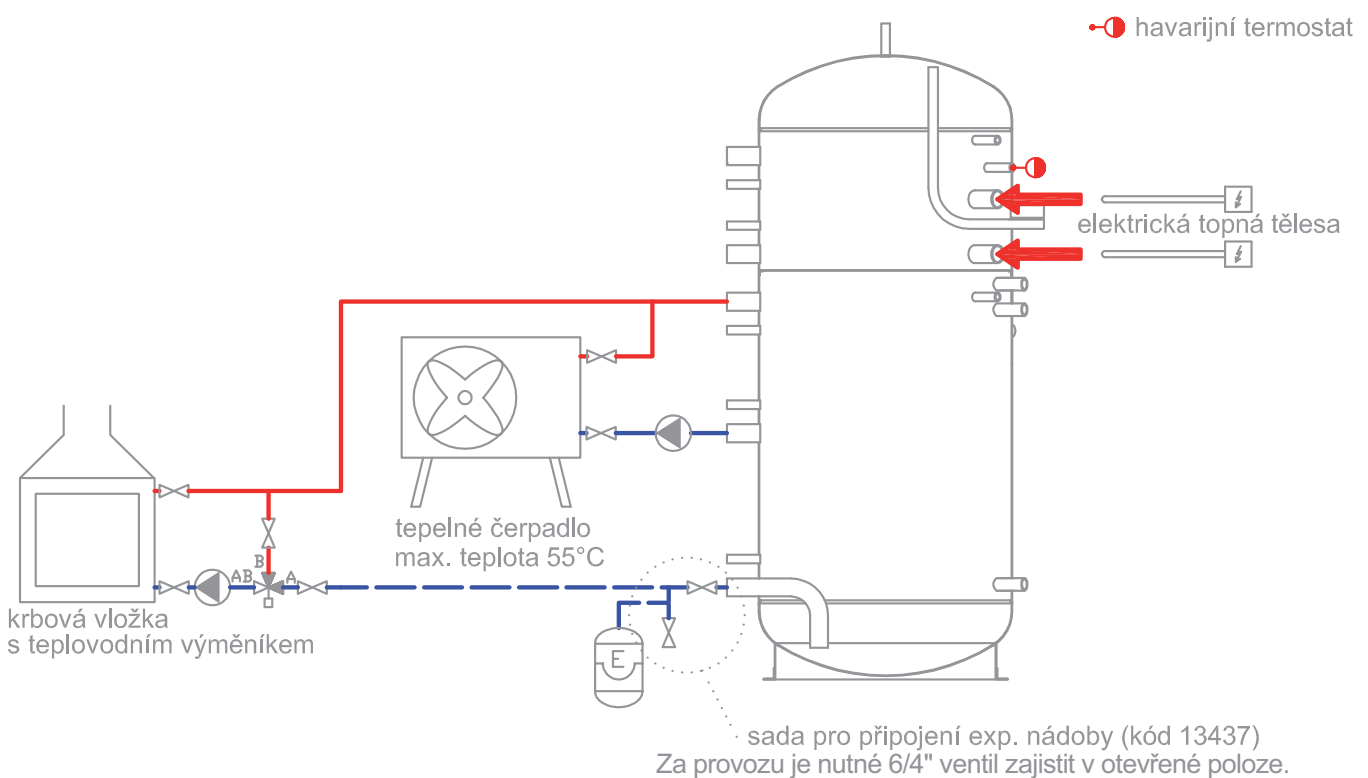 havarijní termostat
elektrická topná tělesa
tepelné čerpadlo
max. teplota 55°C
B
AB
A
krbová vložka
s teplovodním výměníkem
E
sada pro připojení exp. nádoby (kód 13437)
Za provozu je nutné 6/4" ventil zajistit v otevřené poloze.